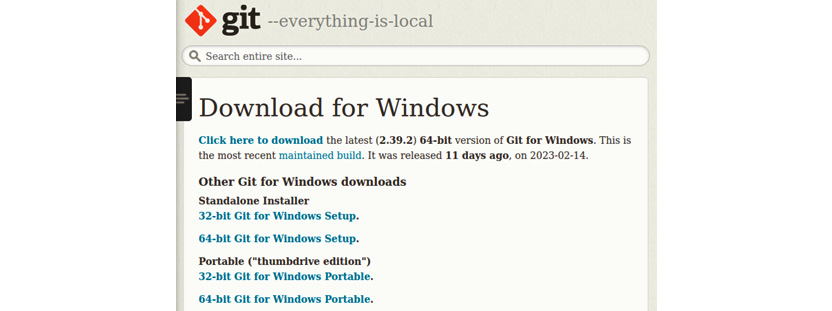 git --everything-is-local
Search entire site...
Download for Windows
Click here to download the latest (2.39.2) 64-bit version of Git for Windows. This is
the most recent maintained build. It was released 11 days ago, on 2023-02-14.
Other Git for Windows downloads
Standalone Installer
32-bit Git for Windows Setup.
64-bit Git for Windows Setup.
Portable ("thumbdrive edition")
32-bit Git for Windows Portable.
64-bit Git for Windows Portable.